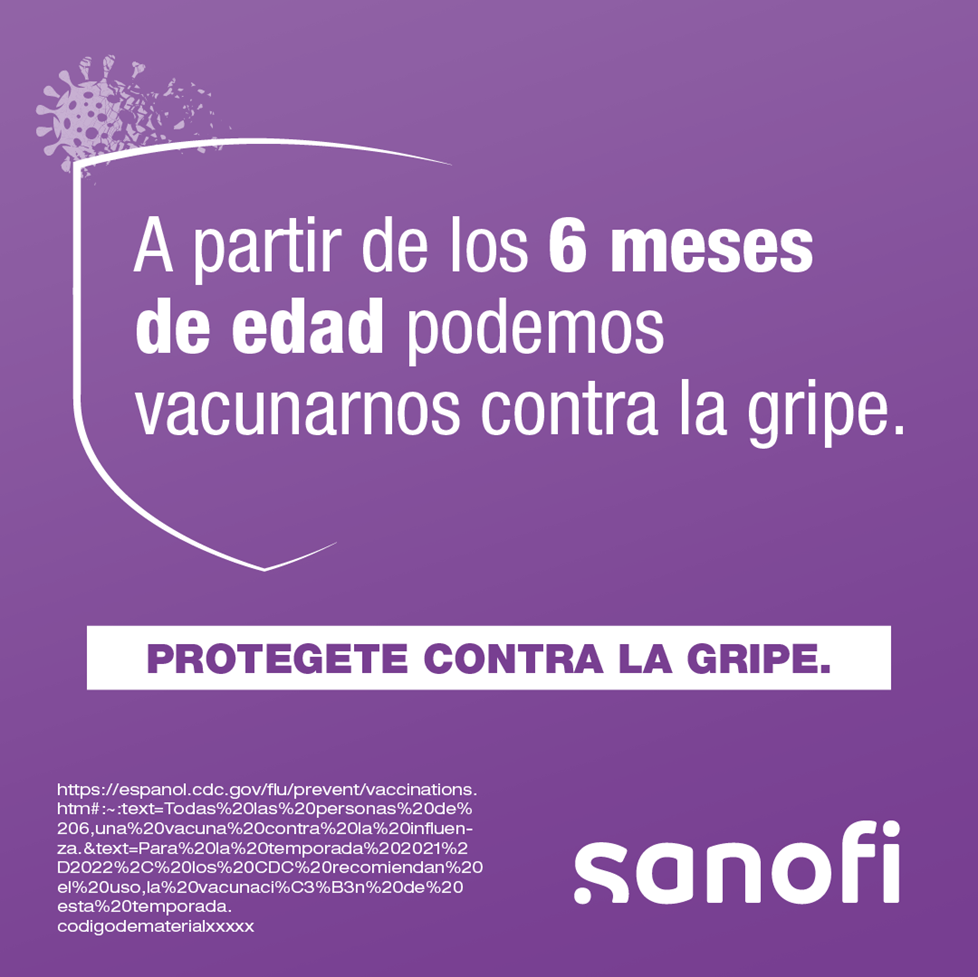 A partir de los 6 meses
de edad podemos
vacunarnos contra la gripe.
PROTEGETE CONTRA LA GRIPE.
https://espanol.cdc.gov/flu/prevent/vaccinations.
htm#:~:text=Todas%20las%20personas%20de%
206,una%20vacuna%20contra%20la%20influen-
za.&text=Para%20la%20temporada%202021%2
D2022%2C%20los%20CDC%20recomiendan%20
el%20uso,la%20vacunaci%C3%B3n%20de%20
esta%20temporada.
codigodematerialxxxxx
sanofi